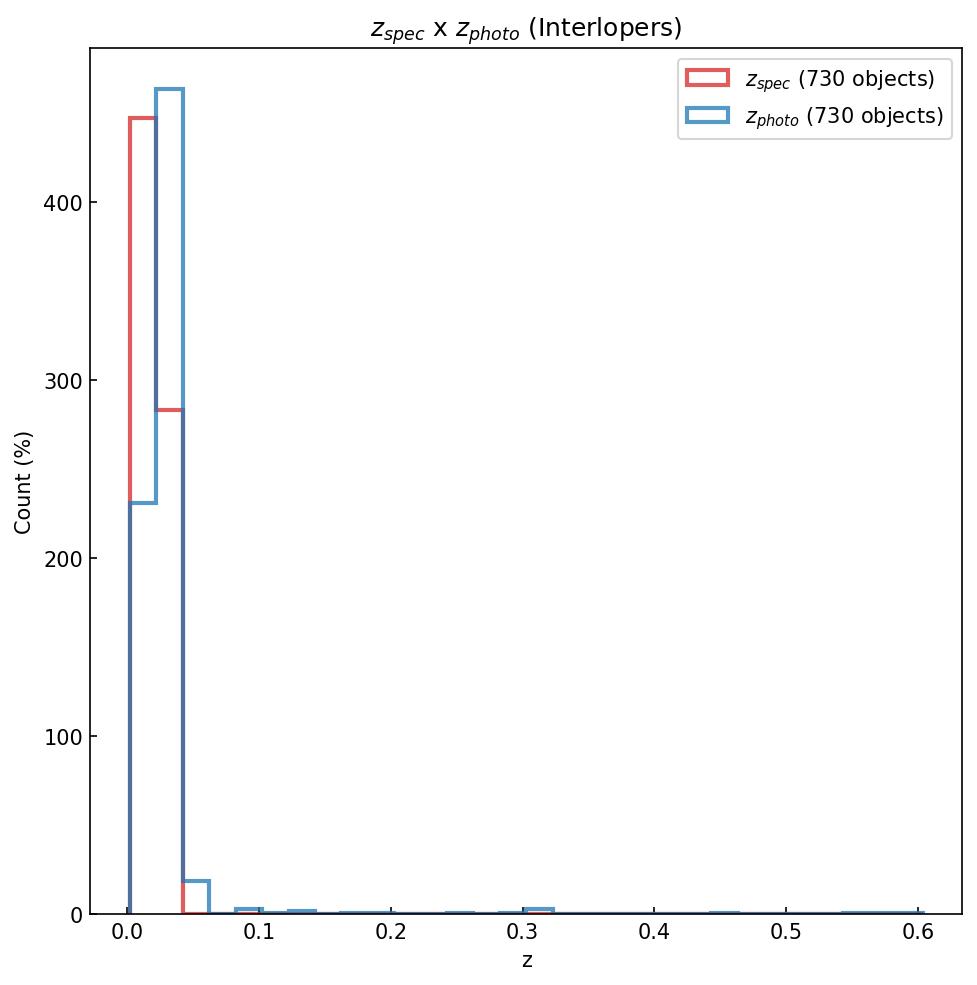 z_spec x z_photo (Interlopers)
z_spec (730 objects)
z_photo (730 objects)
Count (%)
400
300
200
100
0
0.0 0.1 0.2 0.3 0.4 0.5 0.6
z